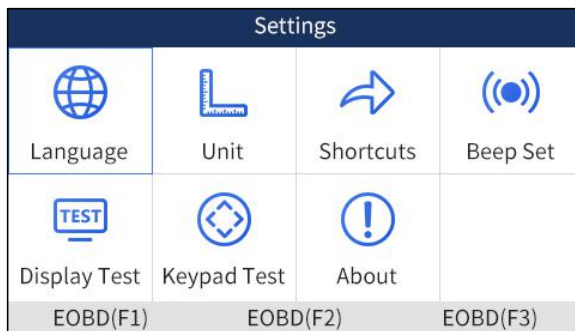 Settings
Language Unit Shortcuts Beep Set
TEST
Display Test Keypad Test About
EOBD(F1) EOBD(F2) EOBD(F3)